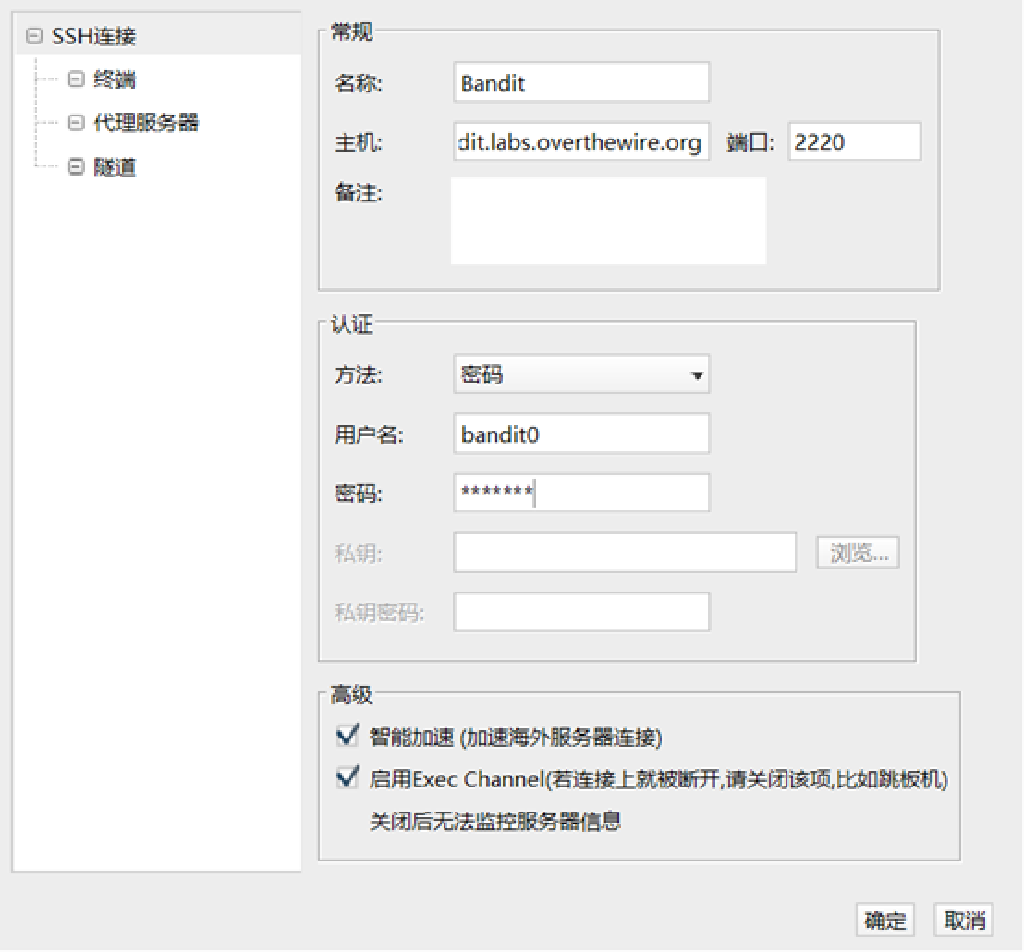 SSH连接
终端
代理服务器
隧道
常规
名称: Bandit
主机: dit.labs.overthewire.org 端口: 2220
备注:
认证
方法: 密码
用户名: bandit0
密码: *******
私钥: 浏览...
私钥密码:
高级
智能加速 (加速海外服务器连接)
启用Exec Channel(若连接上就被断开,请关闭该项,比如跳板机)
关闭后无法监控服务器信息
确定 取消